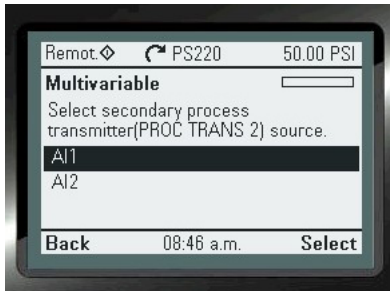 Remot. PS220 50.00 PSI
Multivariable
Select secondary process
transmitter(PROC TRANS 2) source.
AI1
AI2
Back 08:46 a.m. Select